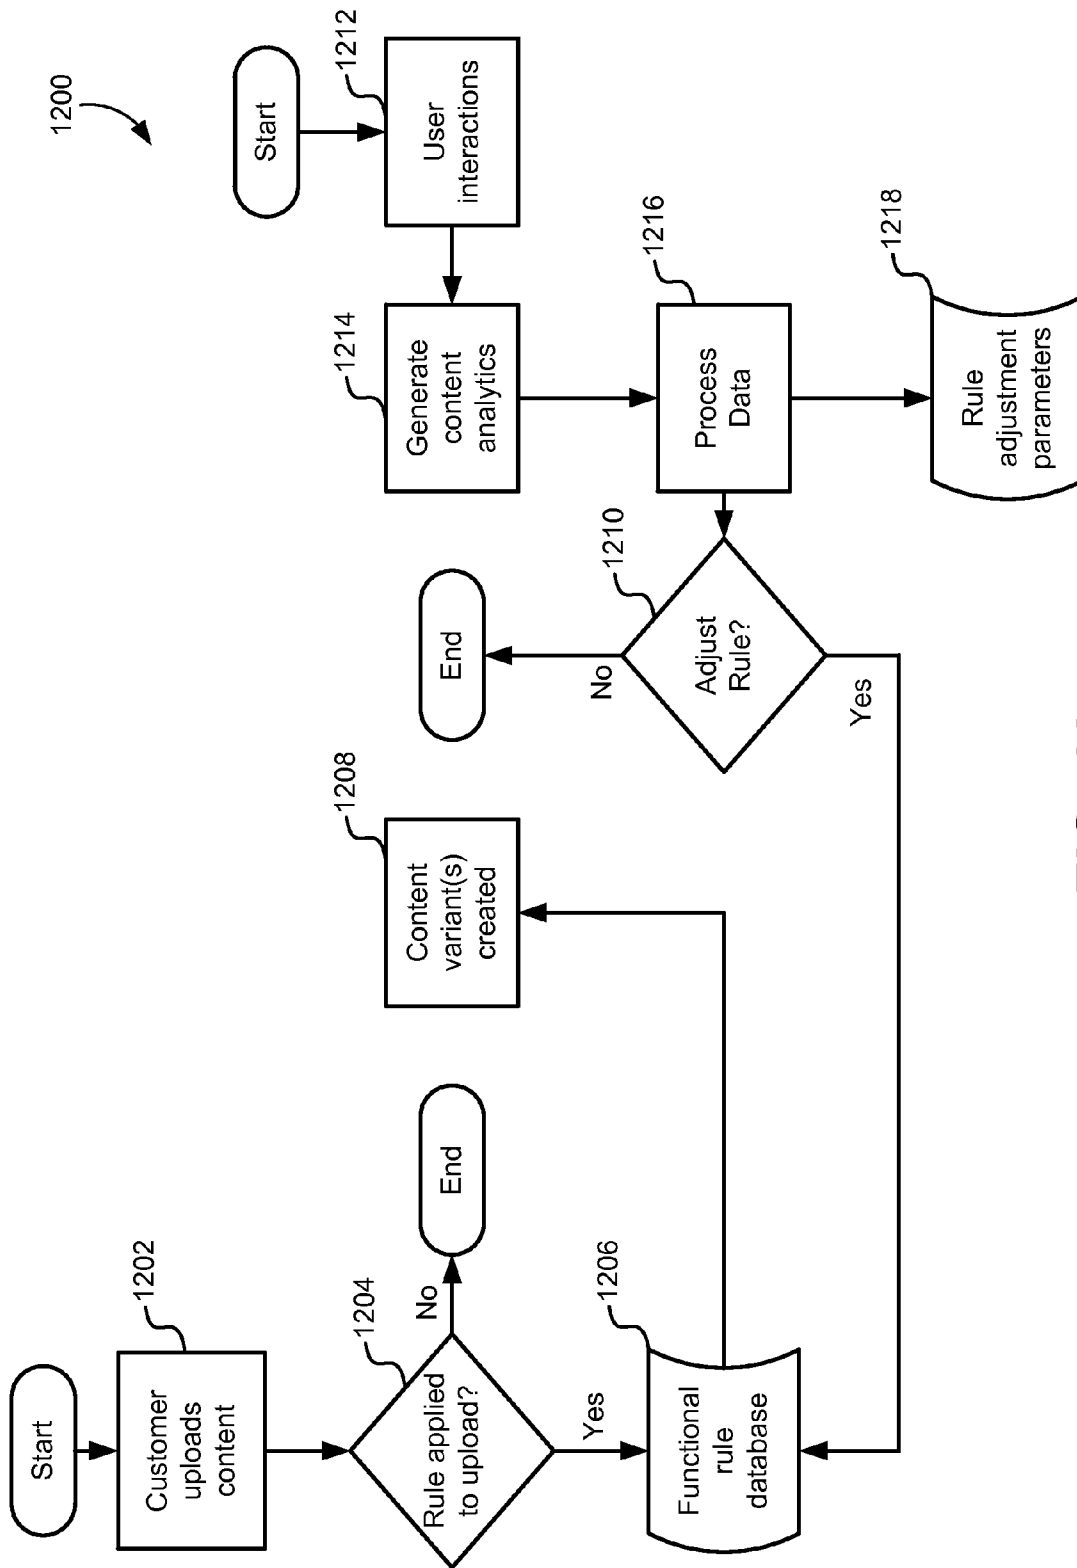 1200
Start
1202
Customer
uploads
content
1204
Rule applied
to upload?
No
End
Yes
1206
Functional
rule
database
1208
Content
variant(s)
created
Start
1212
User
interactions
1214
Generate
content
analytics
1216
Process
Data
1210
Adjust
Rule?
No
End
Yes
1218
Rule
adjustment
parameters